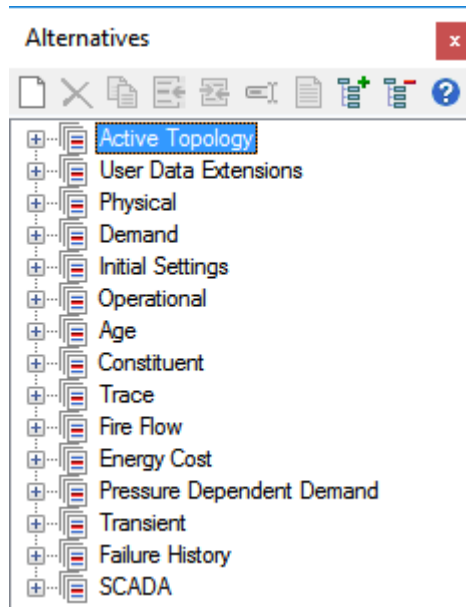 Alternatives
x
?
Active Topology
User Data Extensions
Physical
Demand
Initial Settings
Operational
Age
Constituent
Trace
Fire Flow
Energy Cost
Pressure Dependent Demand
Transient
Failure History
SCADA